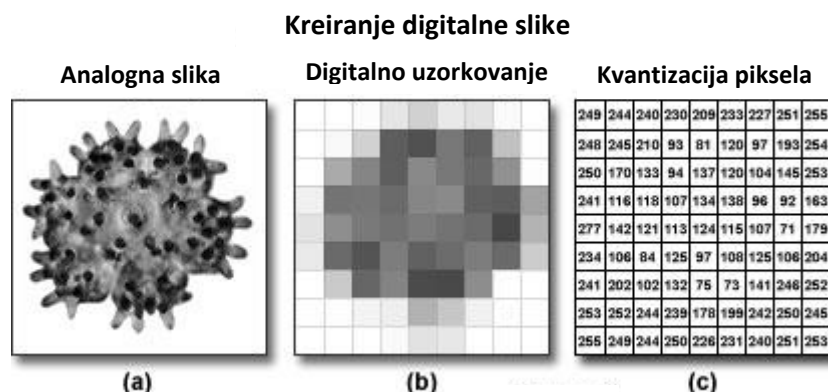 Kreiranje digitalne slike
Analogna slika Digitalno uzorkovanje Kvantizacija piksela
249 244 240 230 209 233 227 251 255
248 245 210 93 81 120 97 193 254
250 170 133 94 137 120 104 145 253
241 116 118 107 134 138 96 92 163
277 142 121 113 124 115 107 71 179
234 106 84 125 97 108 125 106 204
241 202 102 132 75 73 141 246 252
253 252 244 239 178 199 242 250 245
255 249 244 250 226 231 240 251 253
(a) (b) (c)